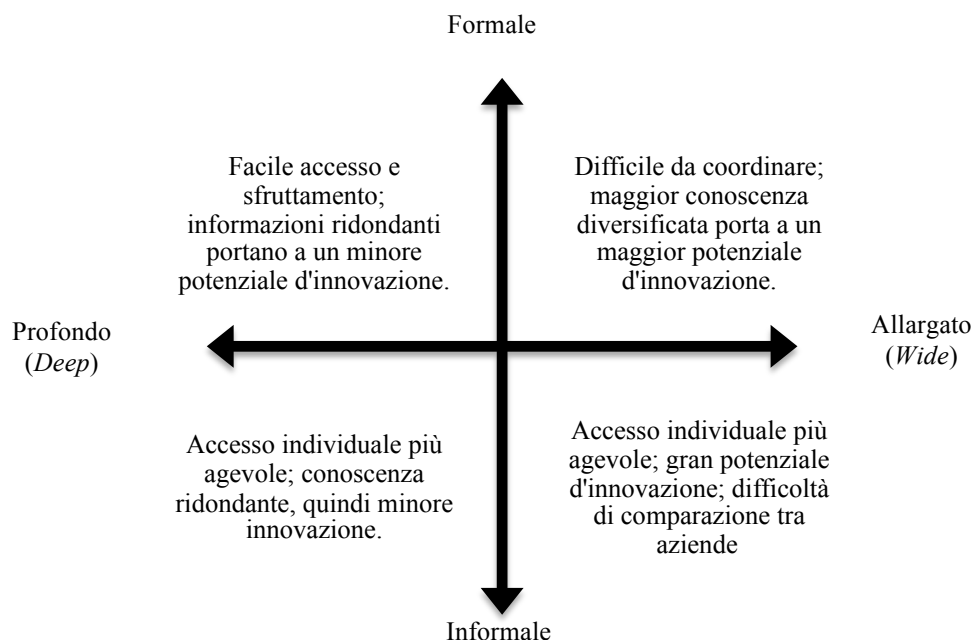 Formale
Facile accesso e
sfruttamento;
informazioni ridondanti
portano a un minore
potenziale d'innovazione.
Difficile da coordinare;
maggior conoscenza
diversificata porta a un
maggior potenziale
d'innovazione.
Profondo
(Deep)
Allargato
(Wide)
Accesso individuale più
agevole; conoscenza
ridondante, quindi minore
innovazione.
Accesso individuale più
agevole; gran potenziale
d'innovazione; difficoltà
di comparazione tra
aziende
Informale